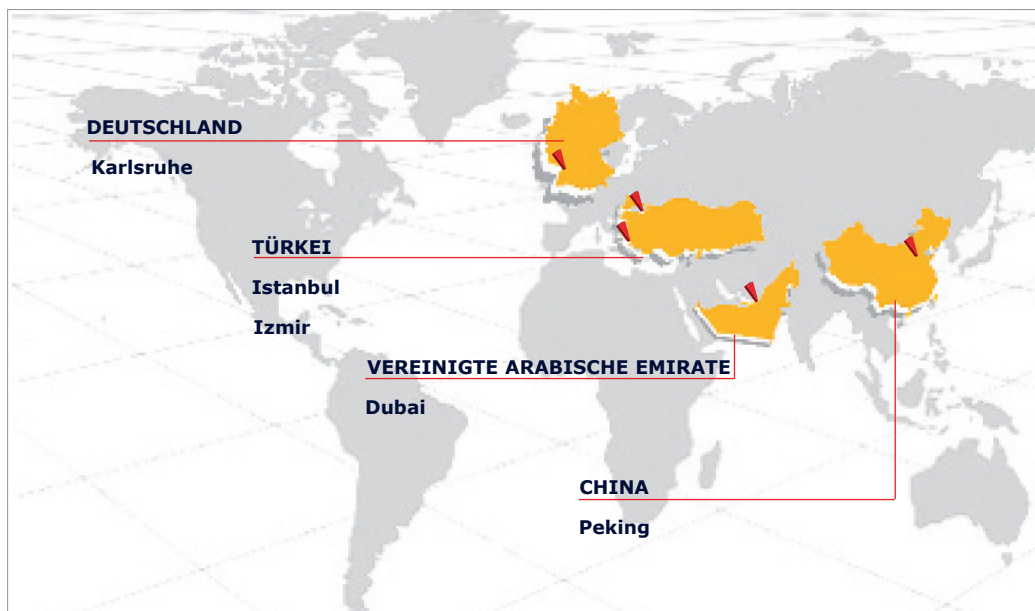 DEUTSCHLAND
Karlsruhe
TÜRKEI
Istanbul
Izmir
VEREINIGTE ARABISCHE EMIRATE
Dubai
CHINA
Peking